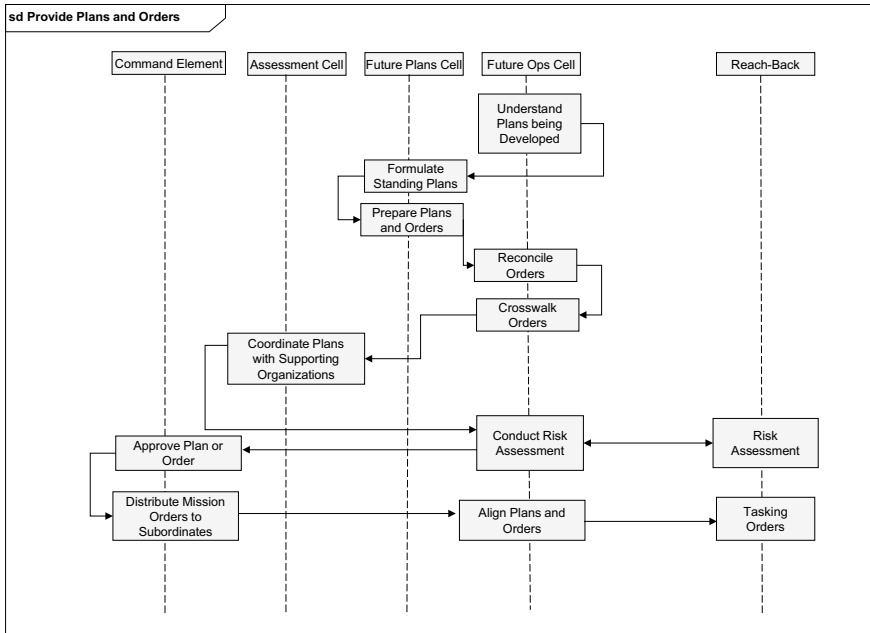 sd Provide Plans and Orders
Command Element
Assessment Cell
Future Plans Cell
Future Ops Cell
Reach-Back
Understand
Plans being
Developed
Formulate
Standing Plans
Prepare Plans
and Orders
Reconcile
Orders
Crosswalk
Orders
Coordinate Plans
with Supporting
Organizations
Approve Plan or
Order
Conduct Risk
Assessment
Risk
Assessment
Distribute Mission
Orders to
Subordinates
Align Plans and
Orders
Tasking
Orders